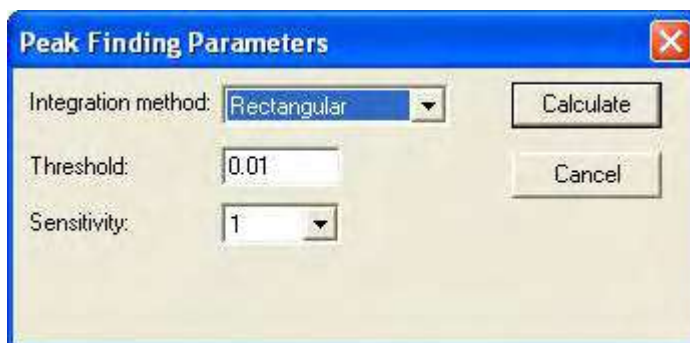 Peak Finding Parameters
Integration method: Rectangular Calculate
Threshold: 0.01 Cancel
Sensitivity: 1